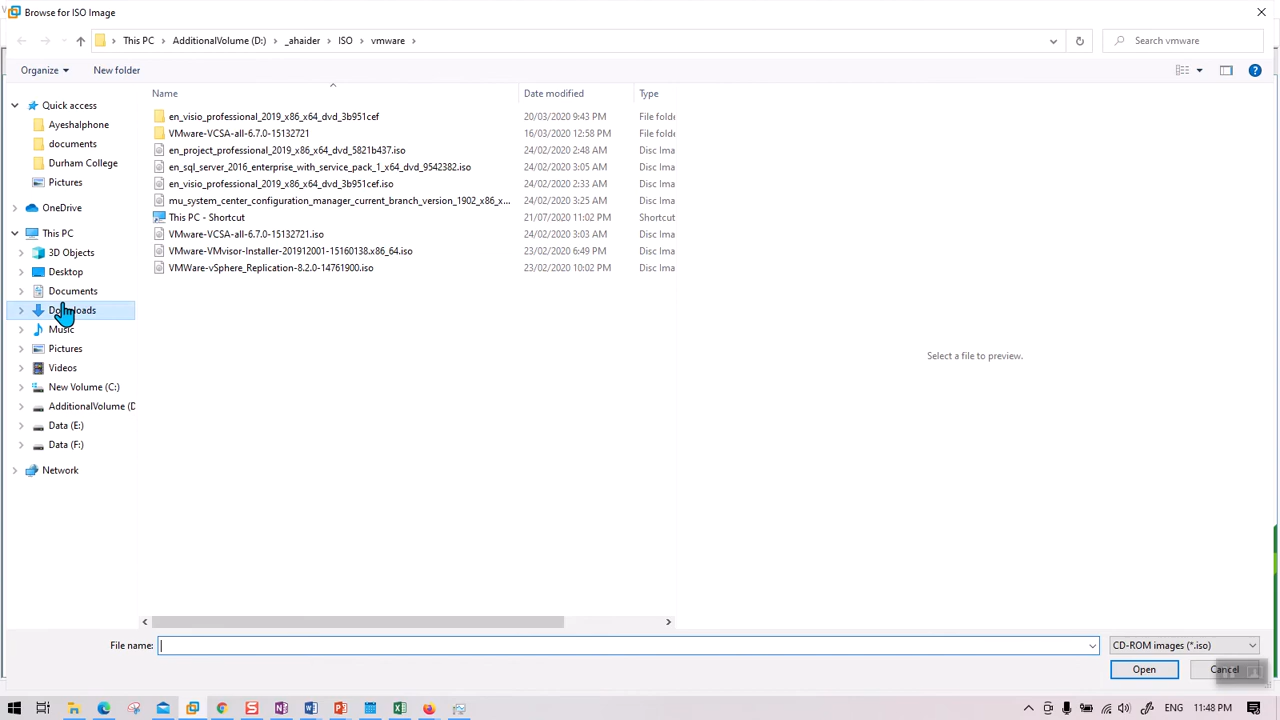 Browse for ISO Image
This PC AdditionalVolume (D:) _ahaider ISO vmware
Search vmware
Organize New folder
Name Date modified Type
Quick access
Ayeshalphone
documents
Durham College
Pictures
OneDrive
This PC
3D Objects
Desktop
Documents
Downloads
Music
Pictures
Videos
New Volume (C:)
AdditionalVolume (D
Data (E:)
Data (F:)
Network
en_visio_professional_2019_x86_x64_dvd_3b951cef 20/03/2020 9:43 PM File folde
VMware-VCSA-all-6.7.0-15132721 16/03/2020 12:58 PM File folde
en_project_professional_2019_x86_x64_dvd_5821b437.iso 24/02/2020 2:48 AM Disc Ima
en_sql_server_2016_enterprise_with_service_pack_1_x64_dvd_9542382.iso 24/02/2020 3:05 AM Disc Ima
en_visio_professional_2019_x86_x64_dvd_3b951cef.iso 24/02/2020 2:33 AM Disc Ima
mu_system_center_configuration_manager_current_branch_version_1902_x86_x... 24/02/2020 3:25 AM Disc Ima
This PC - Shortcut 21/07/2020 11:02 PM Shortcut
VMware-VCSA-all-6.7.0-15132721.iso 24/02/2020 3:03 AM Disc Ima
VMware-VMvisor-Installer-201912001-15160138.x86_64.iso 23/02/2020 6:49 PM Disc Ima
VMWare-vSphere_Replication-8.2.0-14761900.iso 23/02/2020 10:02 PM Disc Ima
Select a file to preview.
File name: CD-ROM images (*.iso)
Open Cancel
ENG 11:48 PM